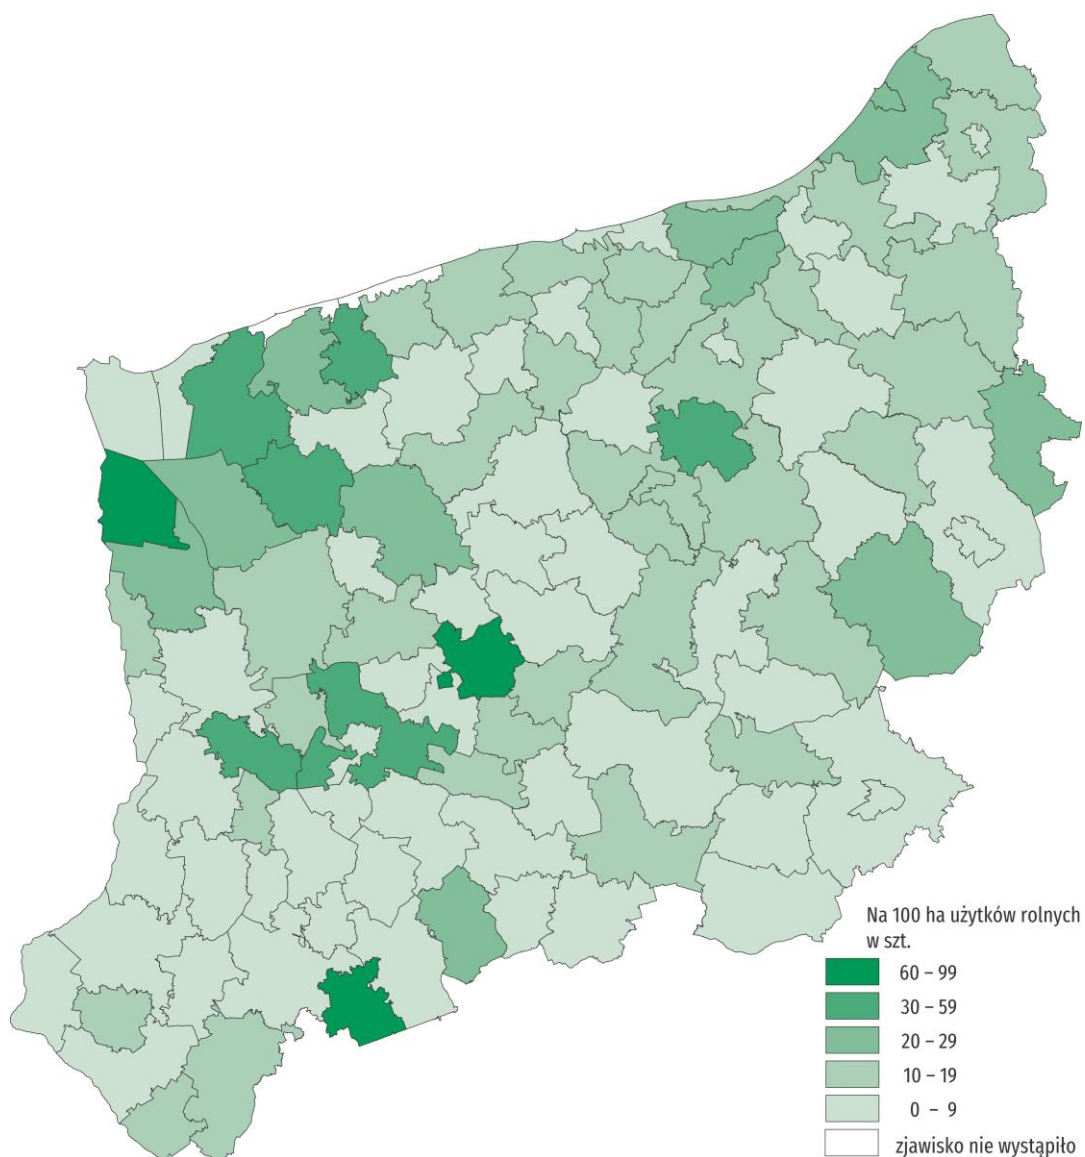 Na 100 ha użytków rolnych
w szt.
60 – 99
30 – 59
20 – 29
10 – 19
0 – 9
zjawisko nie wystąpiło